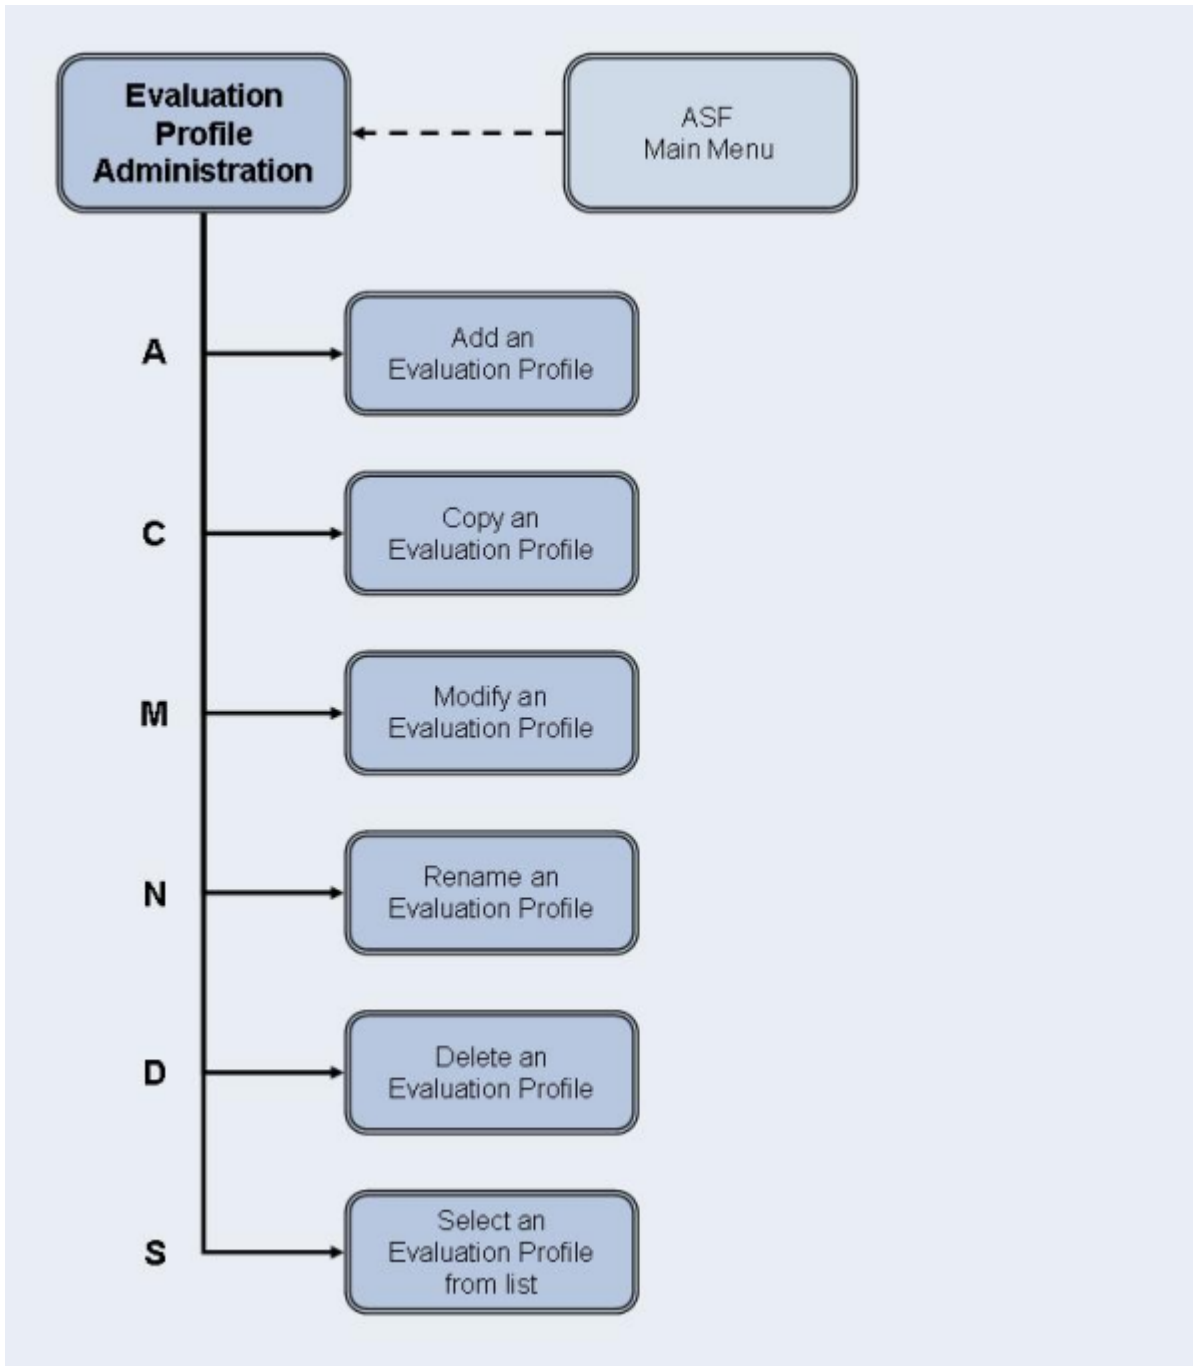 Evaluation
Profile
Administration
ASF
Main Menu
A
Add an
Evaluation Profile
C
Copy an
Evaluation Profile
M
Modify an
Evaluation Profile
N
Rename an
Evaluation Profile
D
Delete an
Evaluation Profile
S
Select an
Evaluation Profile
from list